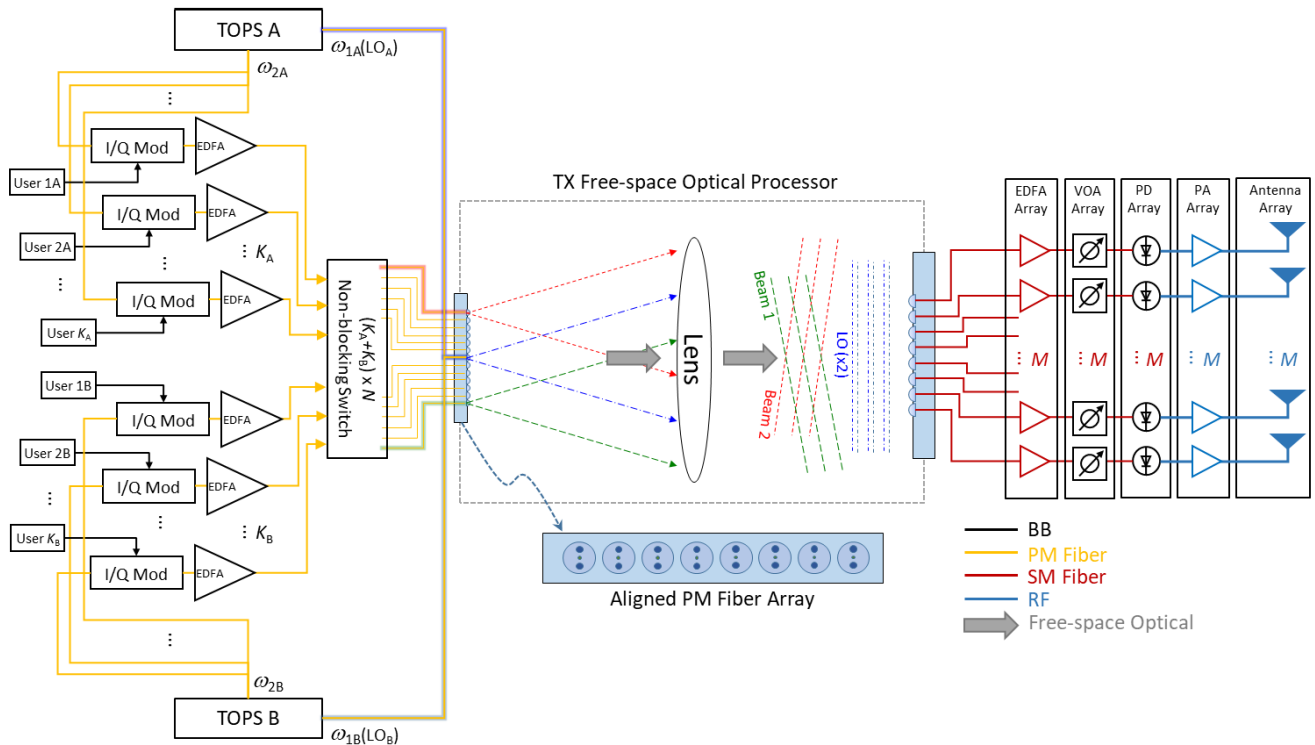 TOPS A
ω1A(LOA)
ω2A
⋮
I/Q Mod
EDFA
User 1A
I/Q Mod
EDFA
User 2A
⋮
⋮
⋮ KA
I/Q Mod
EDFA
User KA
Non-blocking Switch
(KA+KB) x N
User 1B
I/Q Mod
EDFA
User 2B
I/Q Mod
EDFA
⋮
⋮
⋮ KB
User KB
I/Q Mod
EDFA
⋮
ω2B
TOPS B
ω1B(LOB)
TX Free-space Optical Processor
Lens
Beam 1
Beam 2
LO (x2)
Aligned PM Fiber Array
EDFA
Array
VOA
Array
PD
Array
PA
Array
Antenna
Array
⋮ M
⋮ M
⋮ M
⋮ M
⋮ M
BB
PM Fiber
SM Fiber
RF
Free-space Optical